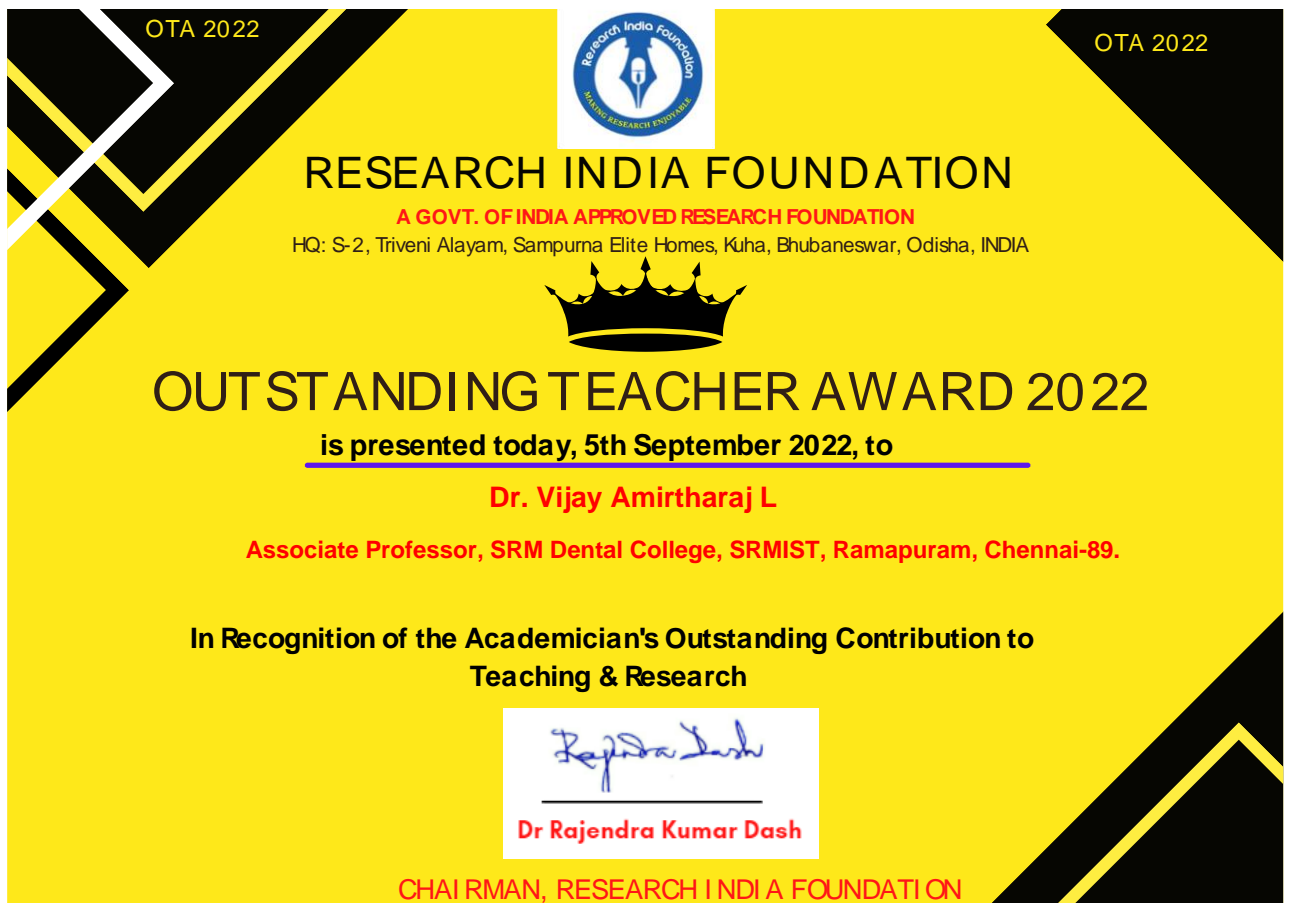 OTA 2022
OTA 2022
Research India Foundation
MAKING RESEARCH ENJOYABLE
RESEARCH INDIA FOUNDATION
A GOVT. OF INDIA APPROVED RESEARCH FOUNDATION
HQ: S-2, Triveni Alayam, Sampurna Elite Homes, Kuha, Bhubaneswar, Odisha, INDIA
OUTSTANDING TEACHER AWARD 2022
is presented today, 5th September 2022, to
Dr. Vijay Amirtharaj L
Associate Professor, SRM Dental College, SRMIST, Ramapuram, Chennai-89.
In Recognition of the Academician's Outstanding Contribution to
Teaching & Research
Rajendra Dash
Dr Rajendra Kumar Dash
CHAIRMAN, RESEARCH INDIA FOUNDATION